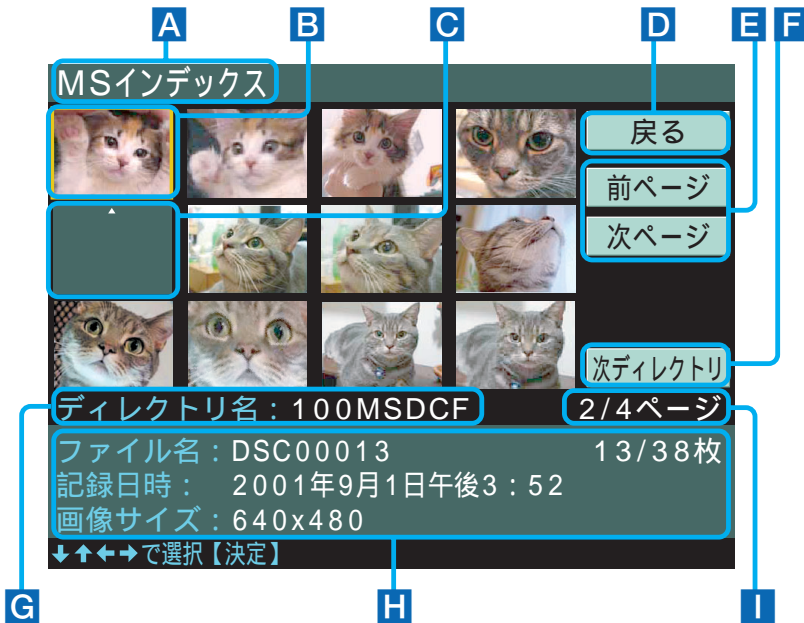 A B C D E F
MSインデックス
戻る
前ページ
次ページ
次ディレクトリ
ディレクトリ名：100MSDCF 2/4ページ
ファイル名：DSC00013 13/38枚
記録日時： 2001年9月1日午後3：52
画像サイズ：640x480
↓↑←→で選択【決定】
G H I